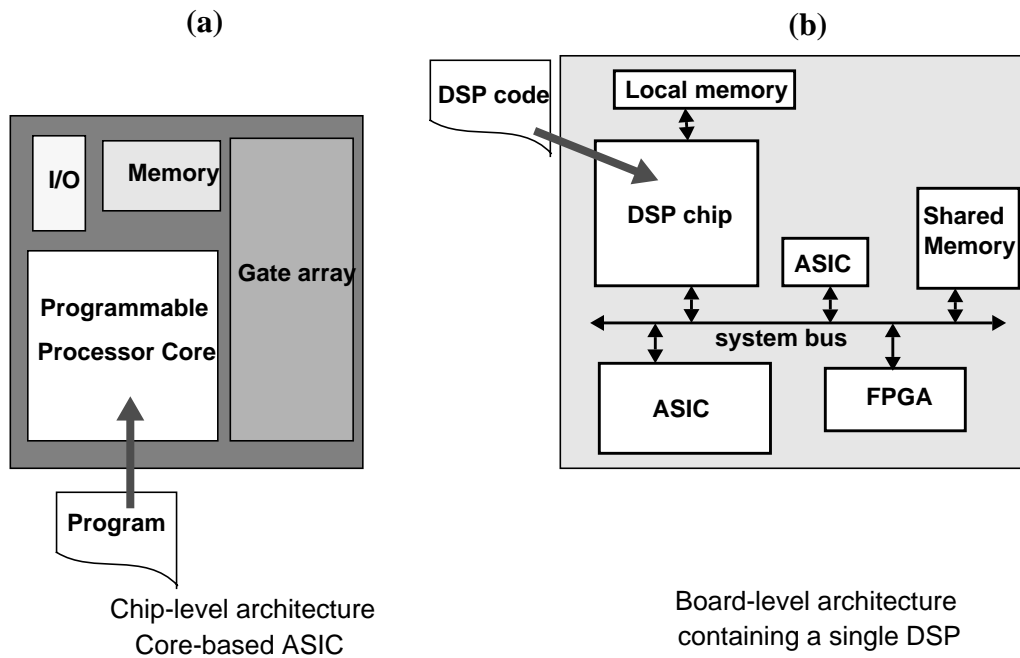 (a)
I/O
Memory
Gate array
Programmable
Processor Core
Program
Chip-level architecture
Core-based ASIC
(b)
DSP code
Local memory
DSP chip
ASIC
Shared
Memory
system bus
ASIC
FPGA
Board-level architecture
containing a single DSP